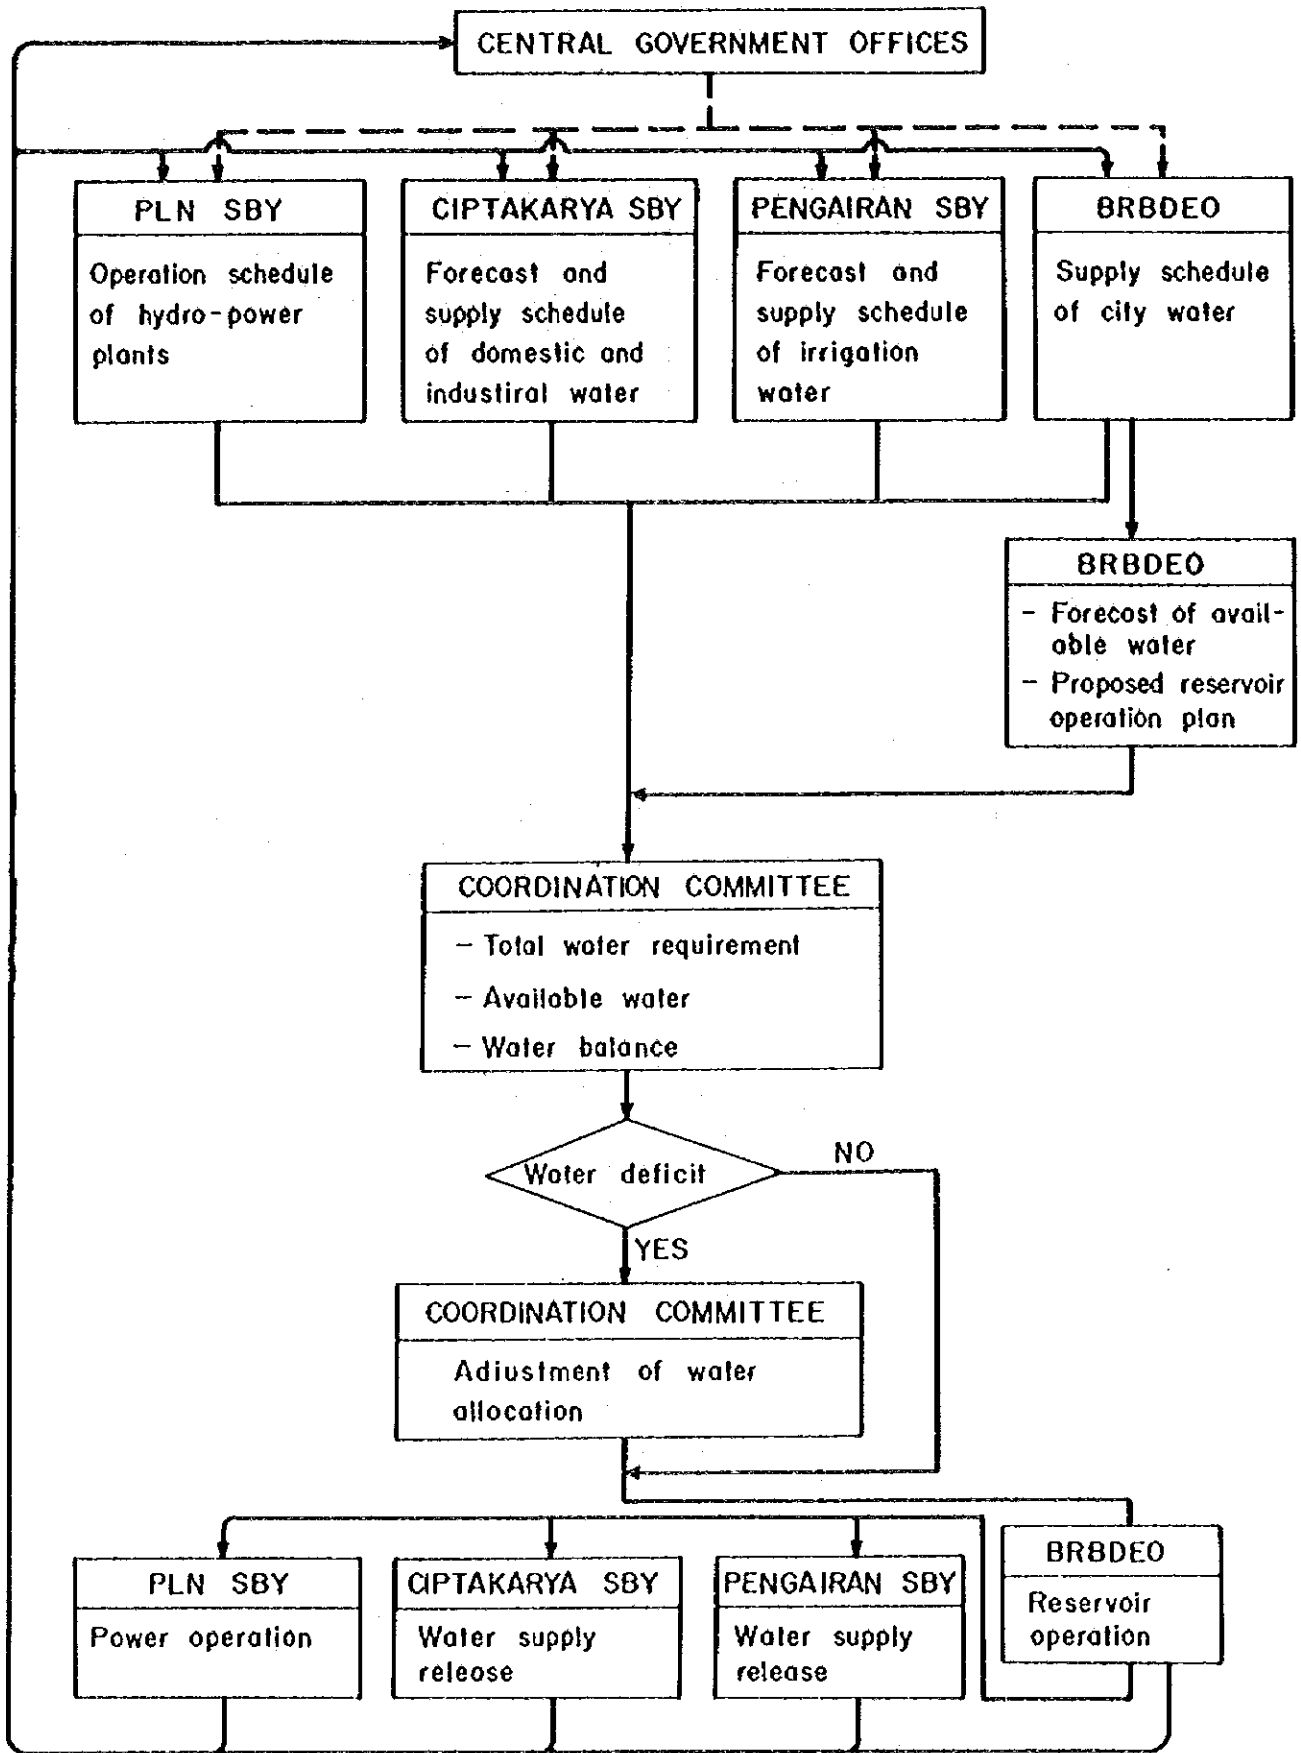 CENTRAL GOVERNMENT OFFICES
PLN SBY
Operation schedule
of hydro-power
plants
CIPTAKARYA SBY
Forecast and
supply schedule
of domestic and
industiral water
PENGAIRAN SBY
Forecast and
supply schedule
of irrigation
water
BRBDEO
Supply schedule
of city water
BRBDEO
- Forecast of avail-
able water
- Proposed reservoir
operation plan
COORDINATION COMMITTEE
- Total water requirement
- Available water
- Water balance
Water deficit
NO
YES
COORDINATION COMMITTEE
Adjustment of water
allocation
PLN SBY
Power operation
CIPTAKARYA SBY
Water supply
release
PENGAIRAN SBY
Water supply
release
BRBDEO
Reservoir
operation